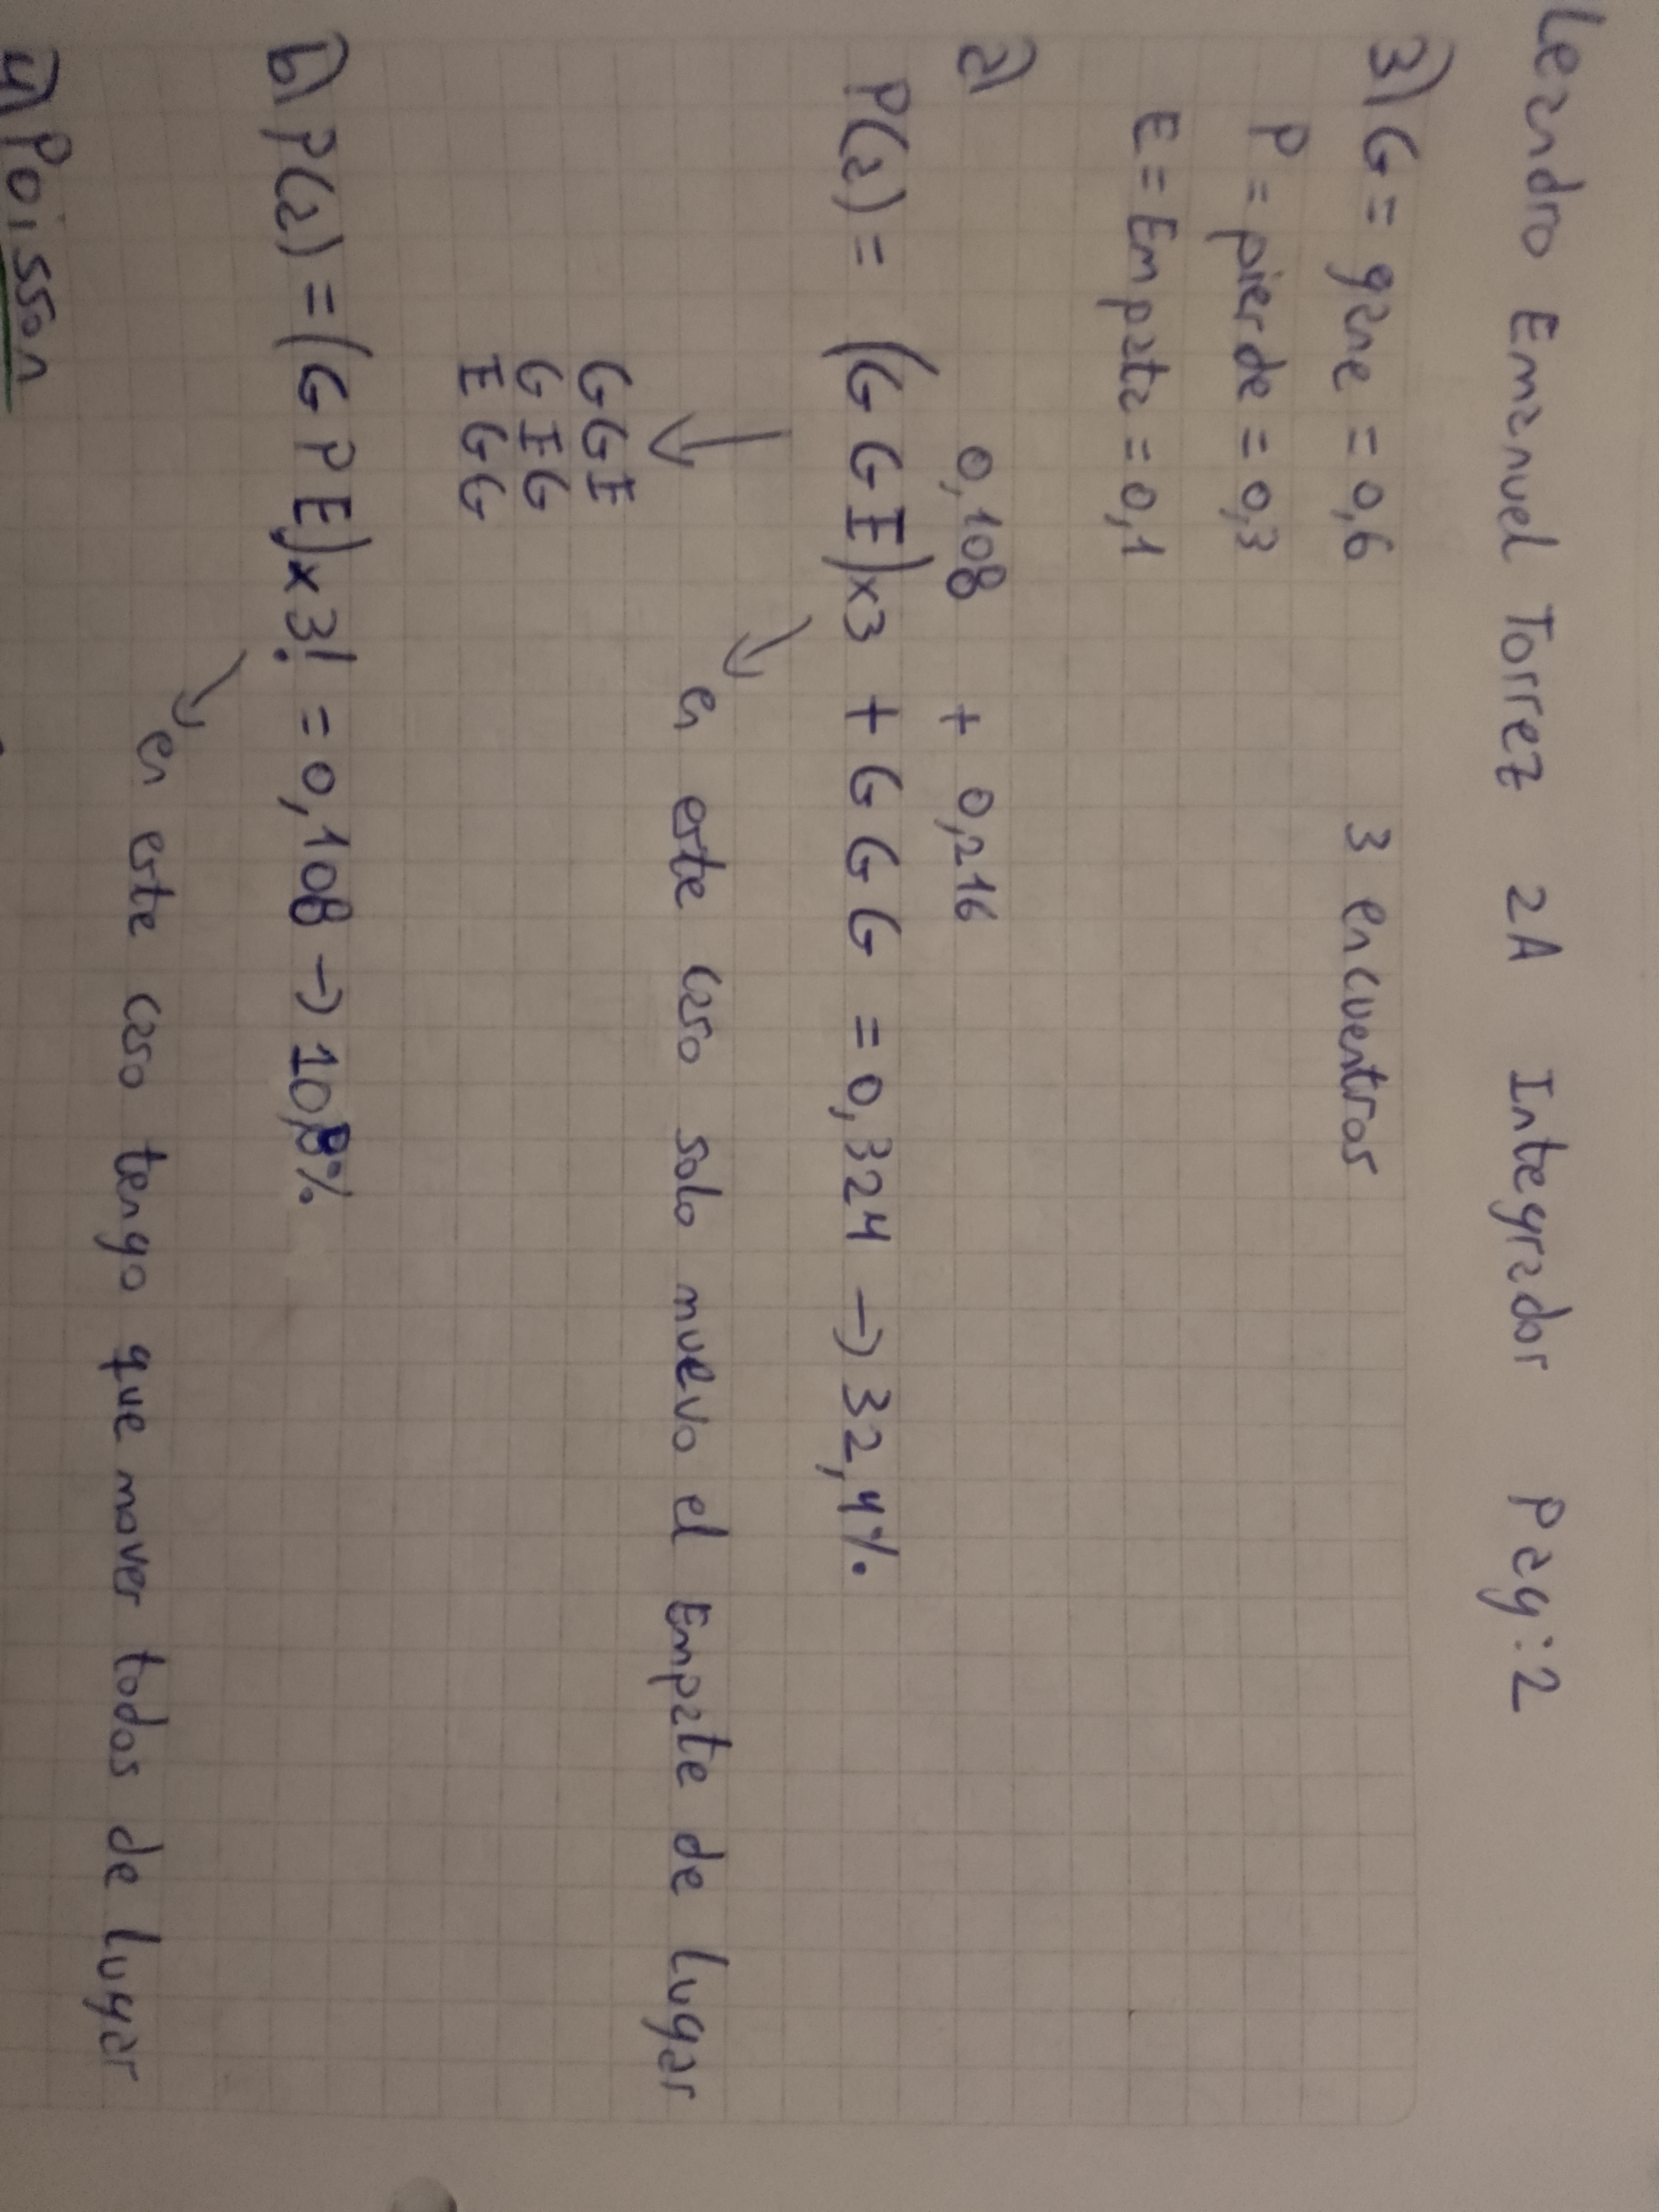 Leandro Emanuel Torrez 2A Integrador Pag:2
3) G = gane = 0,6 3 encuentros
P = pierde = 0,3
E = Empata = 0,1
a)
0,108 + 0,216
P(a) = (G G E)x3 + G G G = 0,324 → 32,4%
en este caso solo muevo el Empate de lugar
GGE
GEG
EGG
b) P(a) = (G P E)x3! = 0,108 → 10,8%
en este caso tengo que mover todos de lugar
4) Poisson